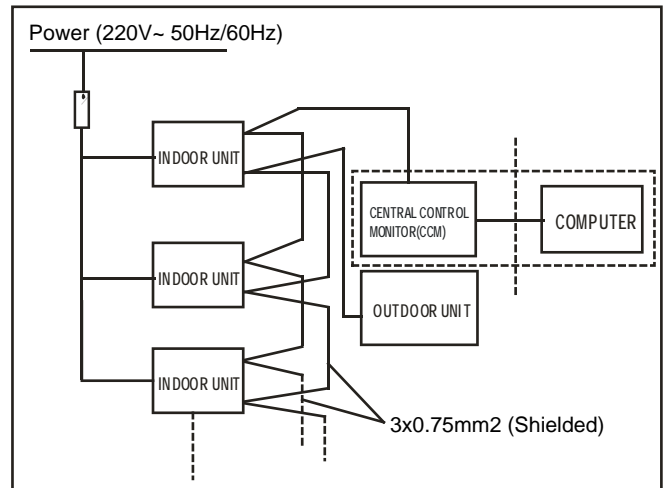 Power (220V~ 50Hz/60Hz)
INDOOR UNIT
CENTRAL CONTROL
MONITOR(CCM)
COMPUTER
INDOOR UNIT
OUTDOOR UNIT
INDOOR UNIT
3x0.75mm2 (Shielded)